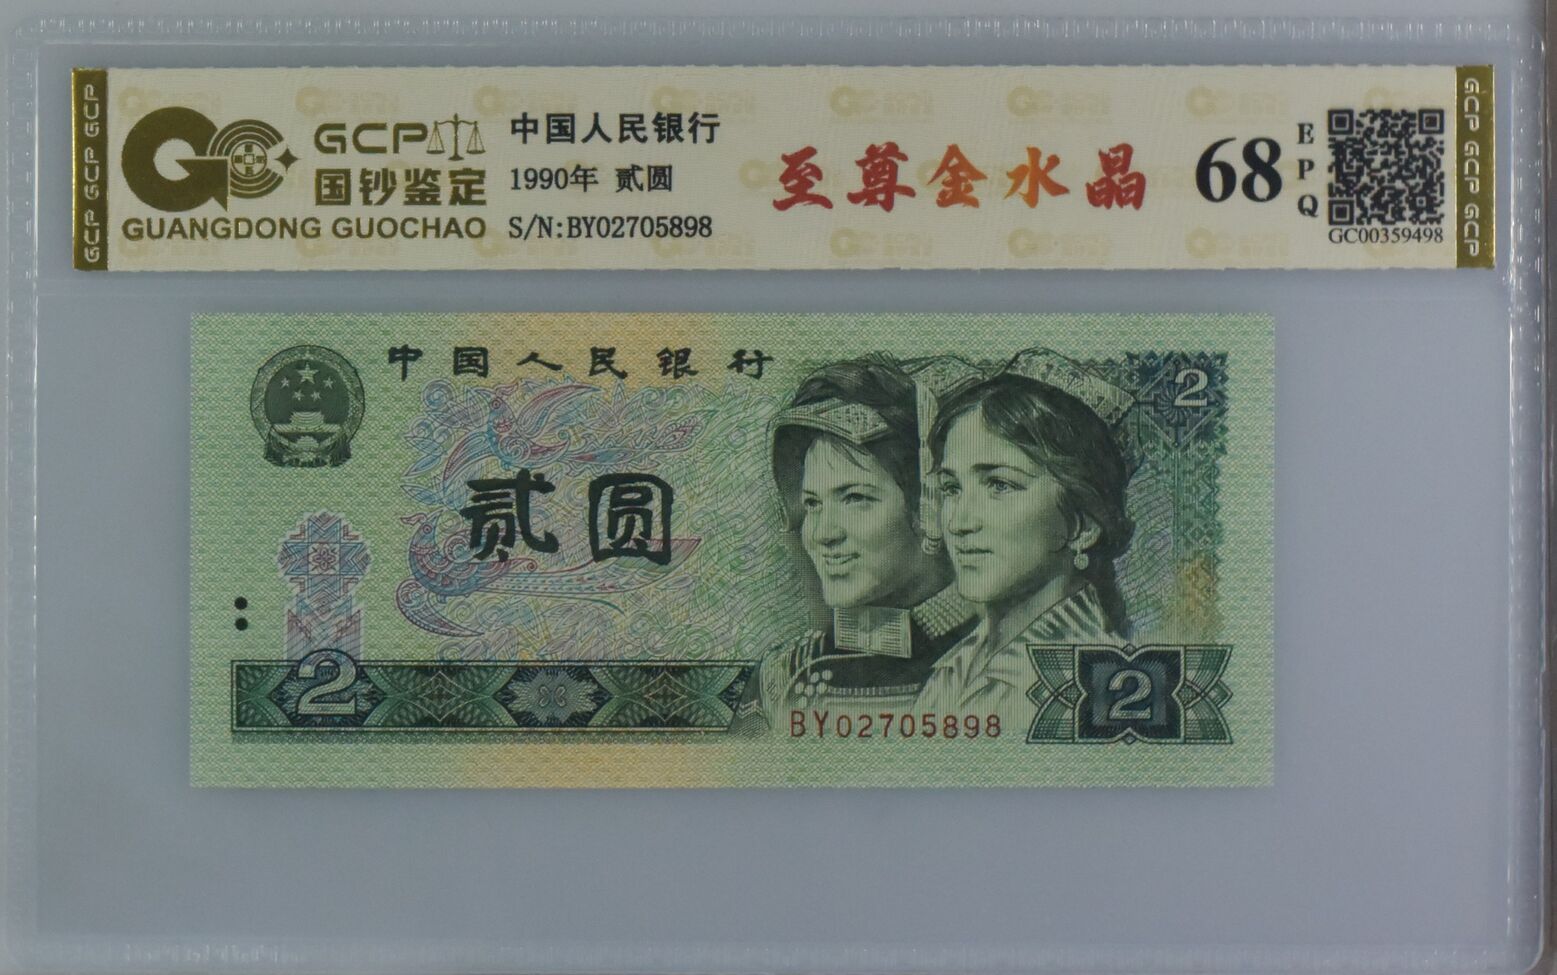 GCP GCP GCP
GCP
国钞鉴定
GUANGDONG GUOCHAO
中国人民银行
1990年 贰圆
S/N:BY02705898
至尊金水晶
68
EPQ
GC00359498
GCP GCP GCP
中国人民银行
2
贰圆
2
2
BY02705898